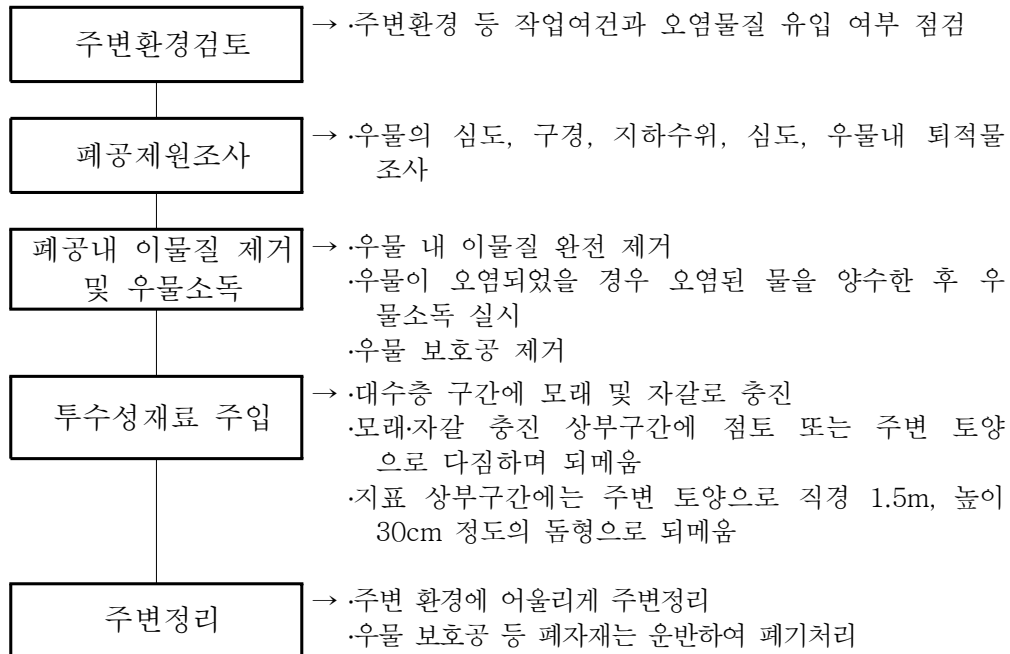 주변환경검토
→ ·주변환경 등 작업여건과 오염물질 유입 여부 점검
폐공제원조사
→ ·우물의 심도, 구경, 지하수위, 심도, 우물내 퇴적물
조사
폐공내 이물질 제거
및 우물소독
→ ·우물 내 이물질 완전 제거
·우물이 오염되었을 경우 오염된 물을 양수한 후 우
물소독 실시
·우물 보호공 제거
투수성재료 주입
→ ·대수층 구간에 모래 및 자갈로 충진
·모래·자갈 충진 상부구간에 점토 또는 주변 토양
으로 다짐하며 되메움
·지표 상부구간에는 주변 토양으로 직경 1.5m, 높이
30cm 정도의 돔형으로 되메움
주변정리
→ ·주변 환경에 어울리게 주변정리
·우물 보호공 등 폐자재는 운반하여 폐기처리